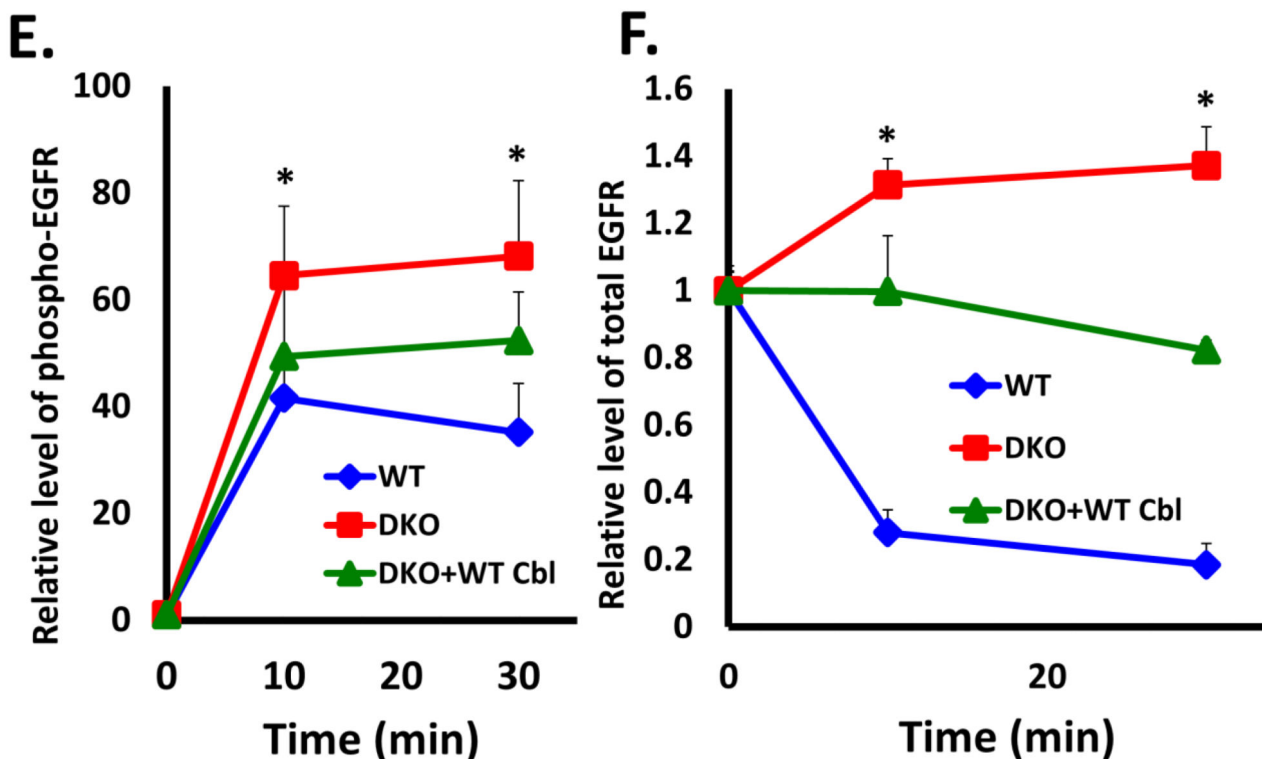 E.
Relative level of phospho-EGFR
100
80
60
40
20
0
*
*
WT
DKO
DKO+WT Cbl
0 10 20 30
Time (min)
F.
Relative level of total EGFR
1.6
1.4
1.2
1
0.8
0.6
0.4
0.2
0
*
*
WT
DKO
DKO+WT Cbl
0 20
Time (min)